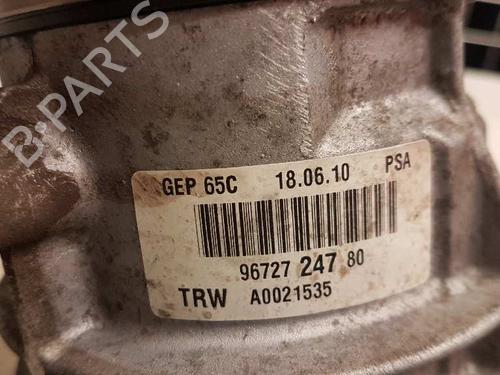 B-PARTS
GEP 65C 18.06.10 PSA
96727 247 80
TRW A0021535